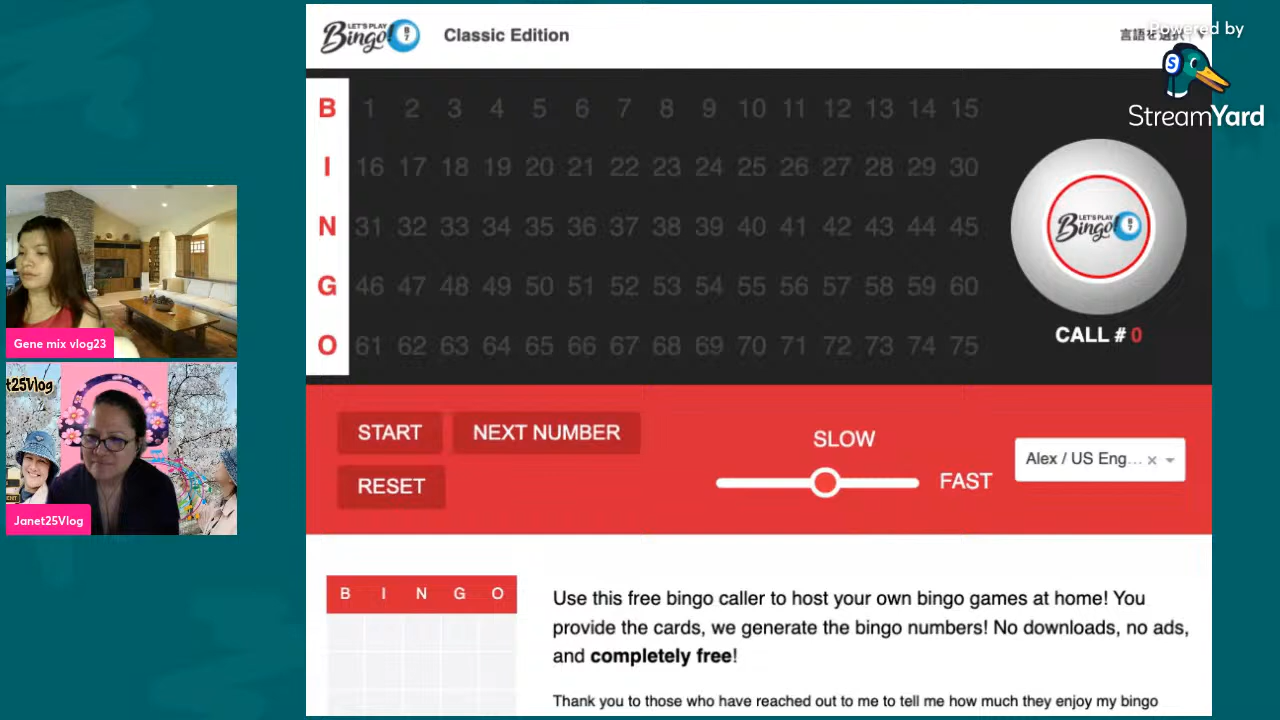 LET'S PLAY
Bingo!
B
7
Classic Edition
言語を選択
Powered by
S
StreamYard
B 1 2 3 4 5 6 7 8 9 10 11 12 13 14 15
I 16 17 18 19 20 21 22 23 24 25 26 27 28 29 30
N 31 32 33 34 35 36 37 38 39 40 41 42 43 44 45
G 46 47 48 49 50 51 52 53 54 55 56 57 58 59 60
O 61 62 63 64 65 66 67 68 69 70 71 72 73 74 75
LET'S PLAY
Bingo!
B
7
CALL # 0
Gene mix vlog23
t25Vlog
Janet25Vlog
START NEXT NUMBER
RESET
SLOW
FAST
Alex / US Eng...
B I N G O
Use this free bingo caller to host your own bingo games at home! You
provide the cards, we generate the bingo numbers! No downloads, no ads,
and completely free!
Thank you to those who have reached out to me to tell me how much they enjoy my bingo